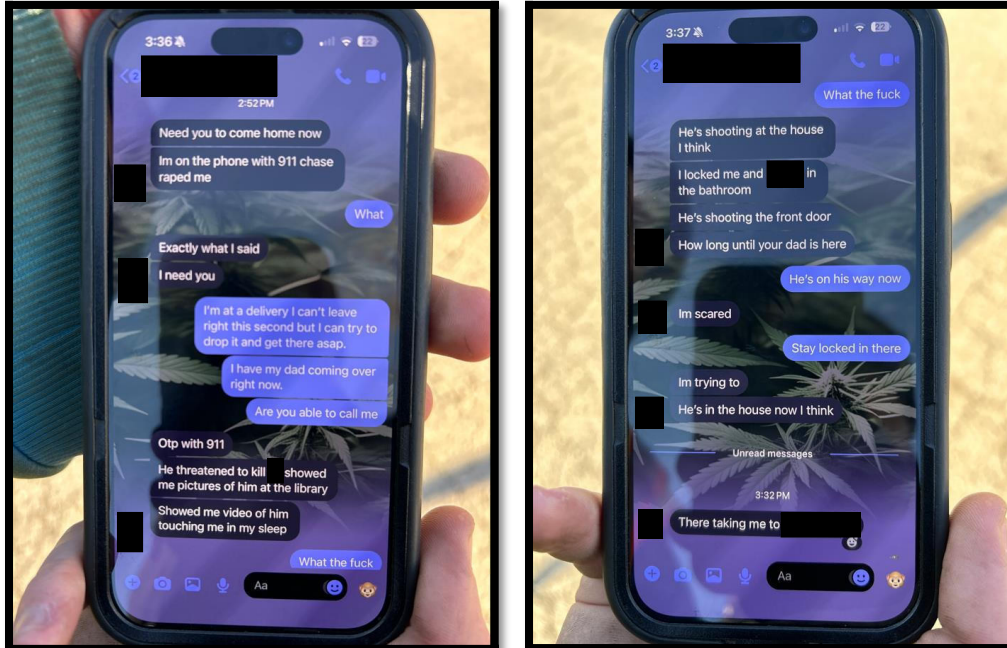 3:36
22
2
2:52 PM
Need you to come home now
Im on the phone with 911 chase
raped me
What
Exactly what I said
I need you
I'm at a delivery I can't leave
right this second but I can try to
drop it and get there asap.
I have my dad coming over
right now.
Are you able to call me
Otp with 911
He threatened to kill showed
me pictures of him at the library
Showed me video of him
touching me in my sleep
What the fuck
Aa
3:37
22
2
What the fuck
He's shooting at the house
I think
I locked me and in
the bathroom
He's shooting the front door
How long until your dad is here
He's on his way now
Im scared
Stay locked in there
Im trying to
He's in the house now I think
Unread messages
3:32 PM
There taking me to
Aa